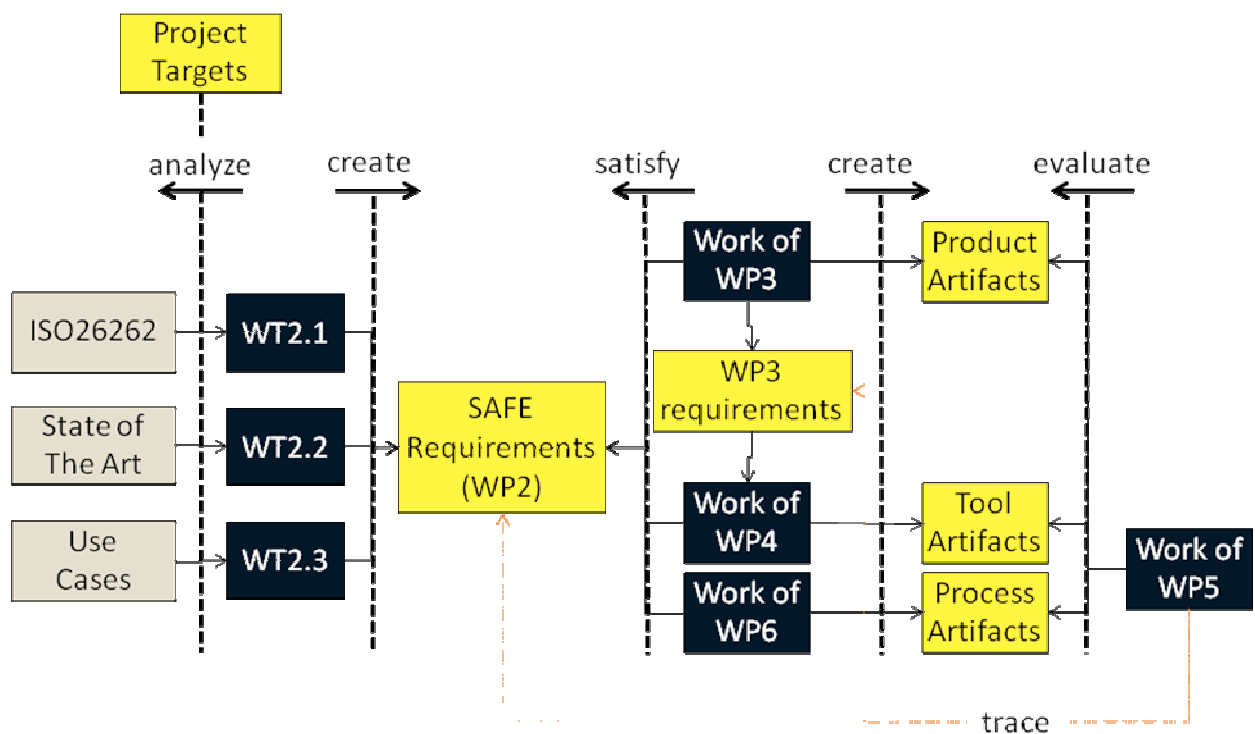 Project
Targets
analyze
create
satisfy
create
evaluate
ISO26262
WT2.1
State of
The Art
WT2.2
Use
Cases
WT2.3
SAFE
Requirements
(WP2)
Work of
WP3
WP3
requirements
Work of
WP4
Work of
WP6
Product
Artifacts
Tool
Artifacts
Process
Artifacts
Work of
WP5
trace